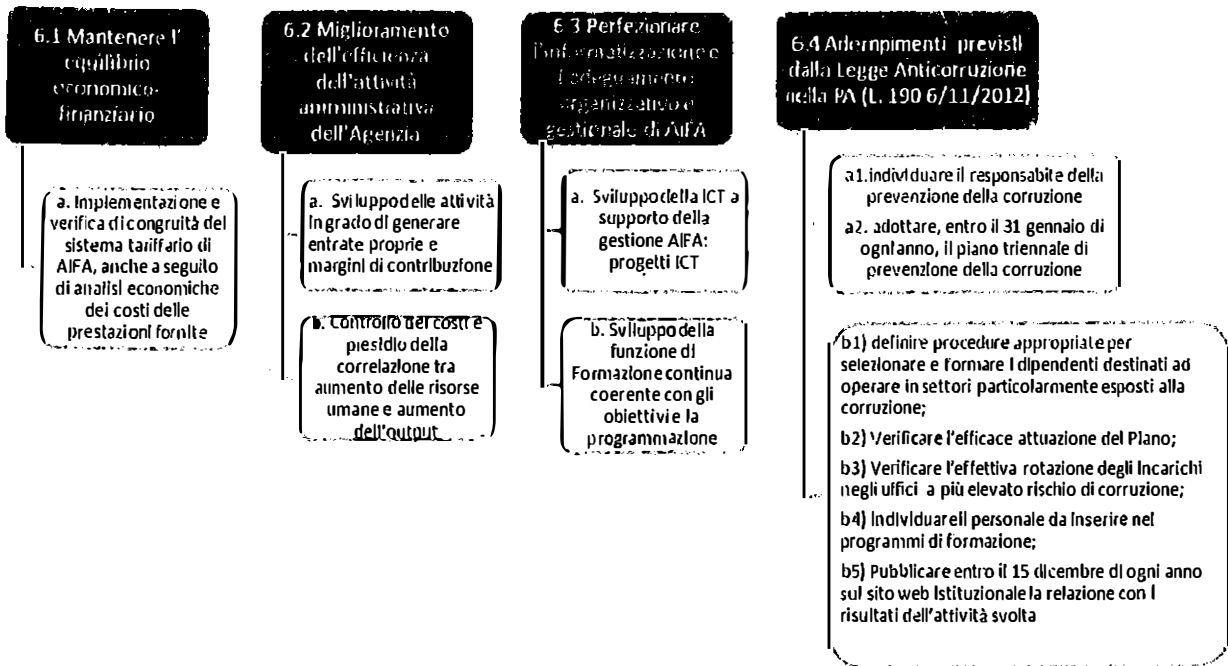 6.1 Mantenere l'
equilibrio
economico-
finanziario
a. Implementazione e
verifica di congruità del
sistema tariffario di
AIFA, anche a seguito
di analisi economiche
dei costi delle
prestazioni fornite
6.2 Miglioramento
dell'efficienza
dell'attività
amministrativa
dell'Agenzia
a. Sviluppo delle attività
in grado di generare
entrate proprie e
margini di contribuzione
b. Controllo dei costi e
presidio della
correlazione tra
aumento delle risorse
umane e aumento
dell'output
6.3 Perfezionare
l'informatizzazione e
l'adeguamento
organizzativo e
gestionale di AIFA
a. Sviluppo della ICT a
supporto della
gestione AIFA:
progetti ICT
b. Sviluppo della
funzione di
Formazione continua
coerente con gli
obiettivi e la
programmazione
6.4 Adempimenti previsti
dalla Legge Anticorruzione
nella PA (L. 190 6/11/2012)
a1.individuare il responsabile della
prevenzione della corruzione
a2. adottare, entro il 31 gennaio di
ogni anno, il piano triennale di
prevenzione della corruzione
b1) definire procedure appropriate per
selezionare e formare i dipendenti destinati ad
operare in settori particolarmente esposti alla
corruzione;
b2) Verificare l'efficace attuazione del Piano;
b3) Verificare l'effettiva rotazione degli incarichi
negli uffici a più elevato rischio di corruzione;
b4) individuare il personale da inserire nei
programmi di formazione;
b5) Pubblicare entro il 15 dicembre di ogni anno
sul sito web istituzionale la relazione con i
risultati dell'attività svolta